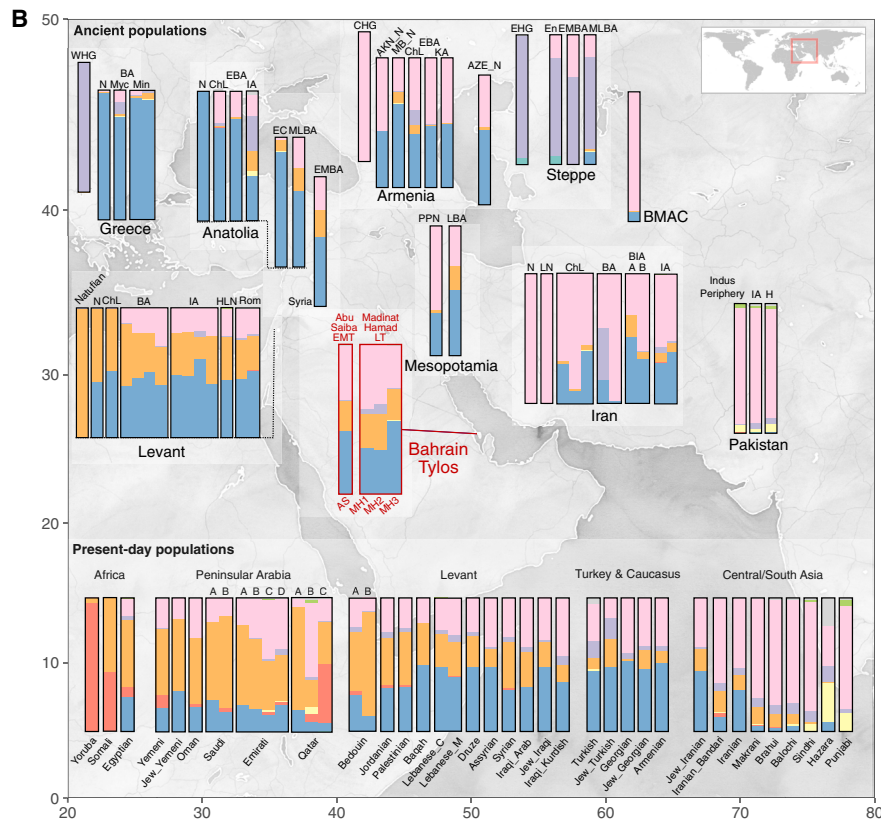 B
50
40
30
20
10
0
20
30
40
50
60
70
80
Ancient populations
WHG
BA
N Myc Min
Greece
EBA
N ChL IA
Anatolia
EC MLBA
EMBA
Syria
CHG
AKN_N
MB_N
EBA
ChL KA
Armenia
AZE_N
EHG
En EMBA MLBA
Steppe
BMAC
Natufian
N ChL BA IA HLN Rom
Levant
PPN LBA
Mesopotamia
BIA
N LN ChL BA A B IA
Iran
Indus
Periphery IA H
Pakistan
Abu
Saiba
EMT
Madinat
Hamad
LT
AS
MH1
MH2
MH3
Bahrain
Tylos
Present-day populations
Africa
Peninsular Arabia
Levant
Turkey & Caucasus
Central/South Asia
A B A B C D A B C
A B
Yoruba
Somali
Egyptian
Yemeni
Jew_Yemeni
Oman
Saudi
Emirati
Qatar
Bedouin
Jordanian
Palestinian
Baqah
Lebanese_C
Lebanese_M
Druze
Assyrian
Syrian
Iraqi_Arab
Jew_Iraqi
Iraqi_Kurdish
Turkish
Jew_Turkish
Georgian
Jew_Georgian
Armenian
Jew_Iranian
Iranian_Bandari
Iranian
Makrani
Brahui
Balochi
Sindhi
Hazara
Punjabi